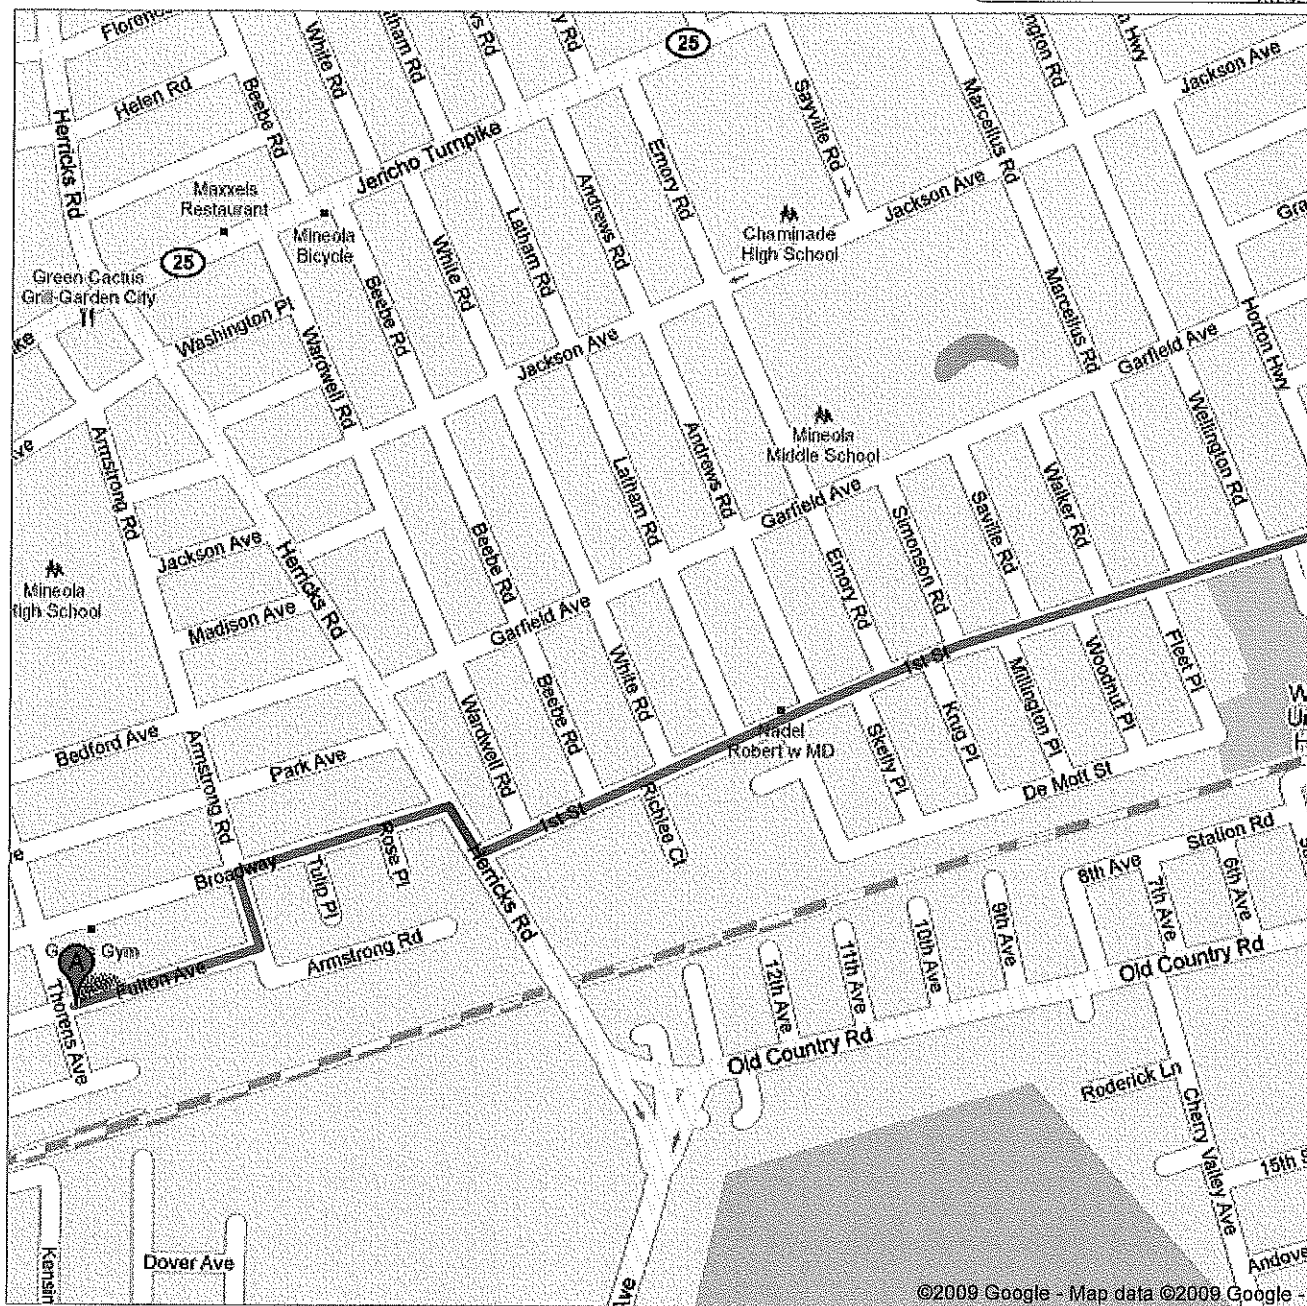 Helen Rd
Herricks Rd
Beebe Rd
White Rd
25
Sayville Rd
Marcellus Rd
Jackson Ave
Emory Rd
Jericho Turnpike
Maxxels
Restaurant
Mineola
Bicycle
25
Green Cactus
Grill-Garden City
Washington Pl
Wardwell Rd
Beebe Rd
White Rd
Latham Rd
Andrews Rd
Chaminade
High School
Jackson Ave
Marcellus Rd
Horton Hwy
Garfield Ave
Jackson Ave
Mineola
Middle School
Wellington Rd
Armstrong Rd
Andrews Rd
Latham Rd
Garfield Ave
Simonson Rd
Saville Rd
Walker Rd
Jackson Ave
Herricks Rd
Beebe Rd
Mineola
High School
Madison Ave
Garfield Ave
Emory Rd
White Rd
1st St
Millington Pl
Woodnut Pl
Fleet Pl
Bedford Ave
Armstrong Rd
Park Ave
Wardwell Rd
Beebe Rd
Nadel
Robert w MD
Skelly Pl
Krug Pl
De Mott St
1st St
Richlee Ct
Broadway
Rose Pl
Tulip Pl
Herricks Rd
Station Rd
8th Ave
7th Ave
6th Ave
9th Ave
10th Ave
11th Ave
12th Ave
Gym
A
Fulton Ave
Armstrong Rd
Old Country Rd
Thorens Ave
Old Country Rd
Roderick Ln
Cherry Valley Ave
15th
Dover Ave
©2009 Google - Map data ©2009 Google -